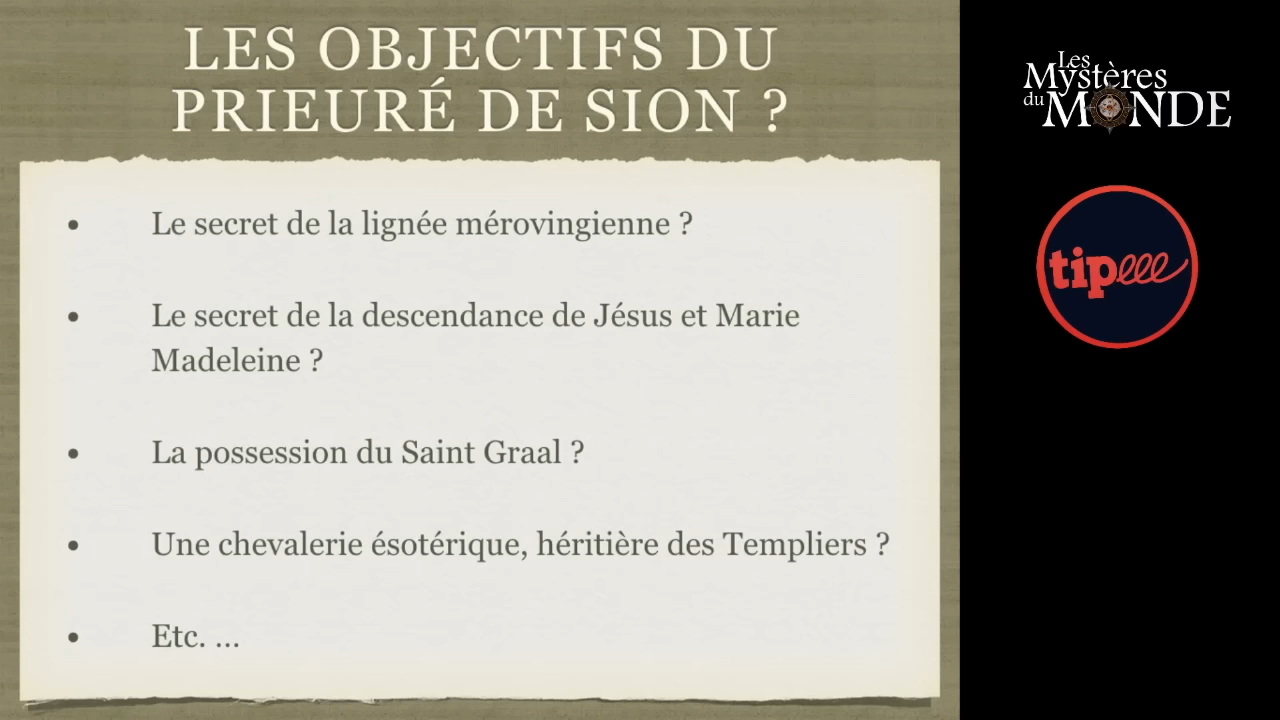 LES OBJECTIFS DU
PRIEURÉ DE SION ?
• Le secret de la lignée mérovingienne ?
• Le secret de la descendance de Jésus et Marie
Madeleine ?
• La possession du Saint Graal ?
• Une chevalerie ésotérique, héritière des Templiers ?
• Etc. ...
Les
Mystères
du MONDE
tipeee